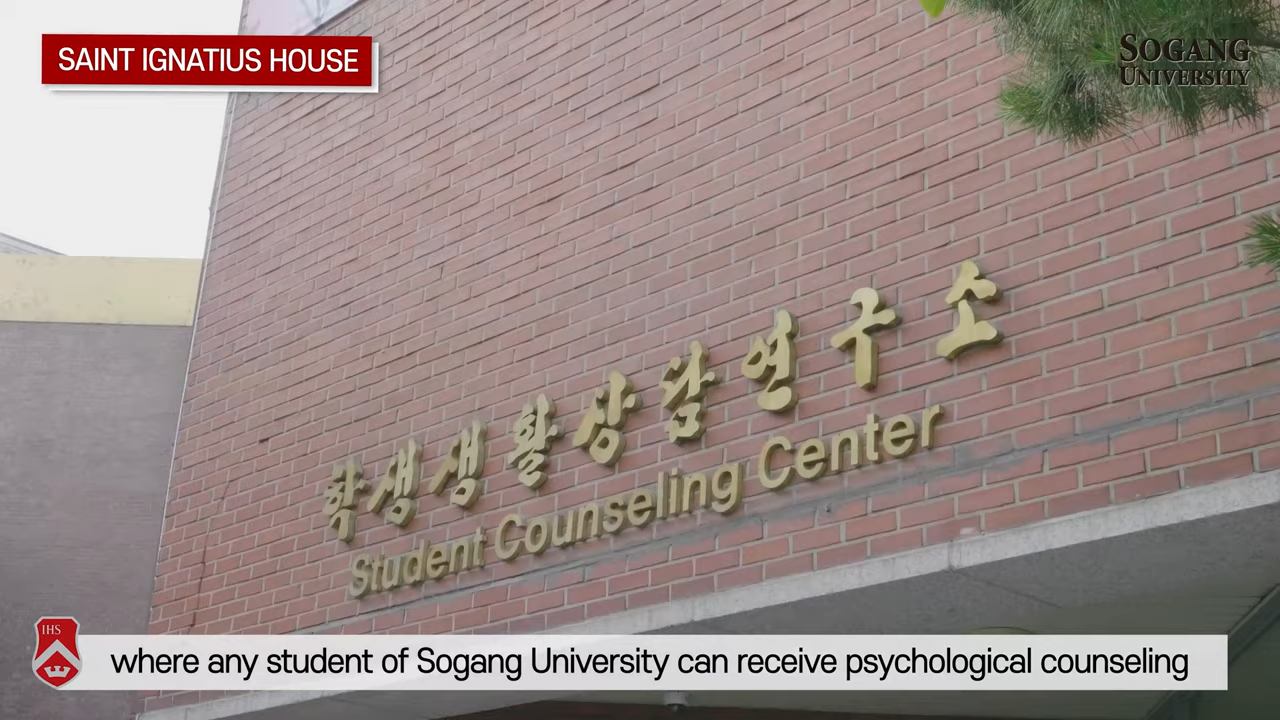 SAINT IGNATIUS HOUSE
SOGANG
UNIVERSITY
학생생활상담연구소
Student Counseling Center
IHS
where any student of Sogang University can receive psychological counseling